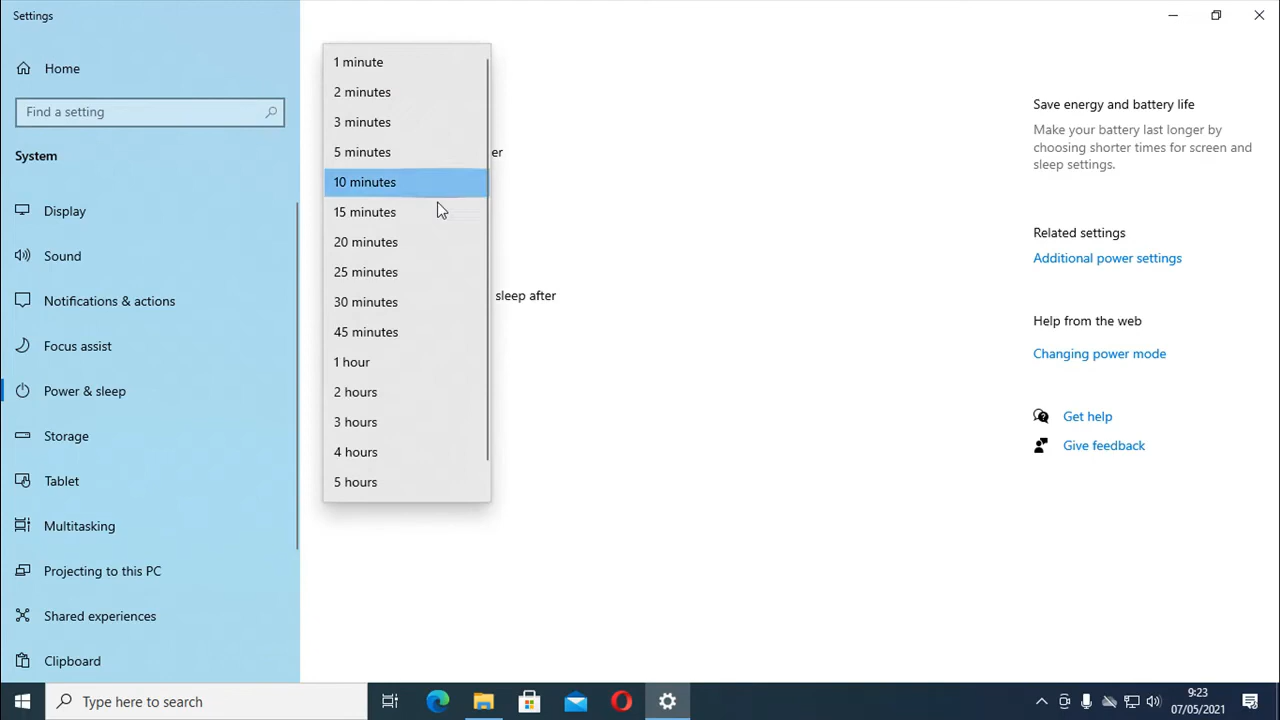 Settings
Home
Find a setting
System
Display
Sound
Notifications & actions
Focus assist
Power & sleep
Storage
Tablet
Multitasking
Projecting to this PC
Shared experiences
Clipboard
1 minute
2 minutes
3 minutes
5 minutes
10 minutes
15 minutes
20 minutes
25 minutes
30 minutes
45 minutes
1 hour
2 hours
3 hours
4 hours
5 hours
er
sleep after
Save energy and battery life
Make your battery last longer by
choosing shorter times for screen and
sleep settings.
Related settings
Additional power settings
Help from the web
Changing power mode
Get help
Give feedback
Type here to search
9:23
07/05/2021